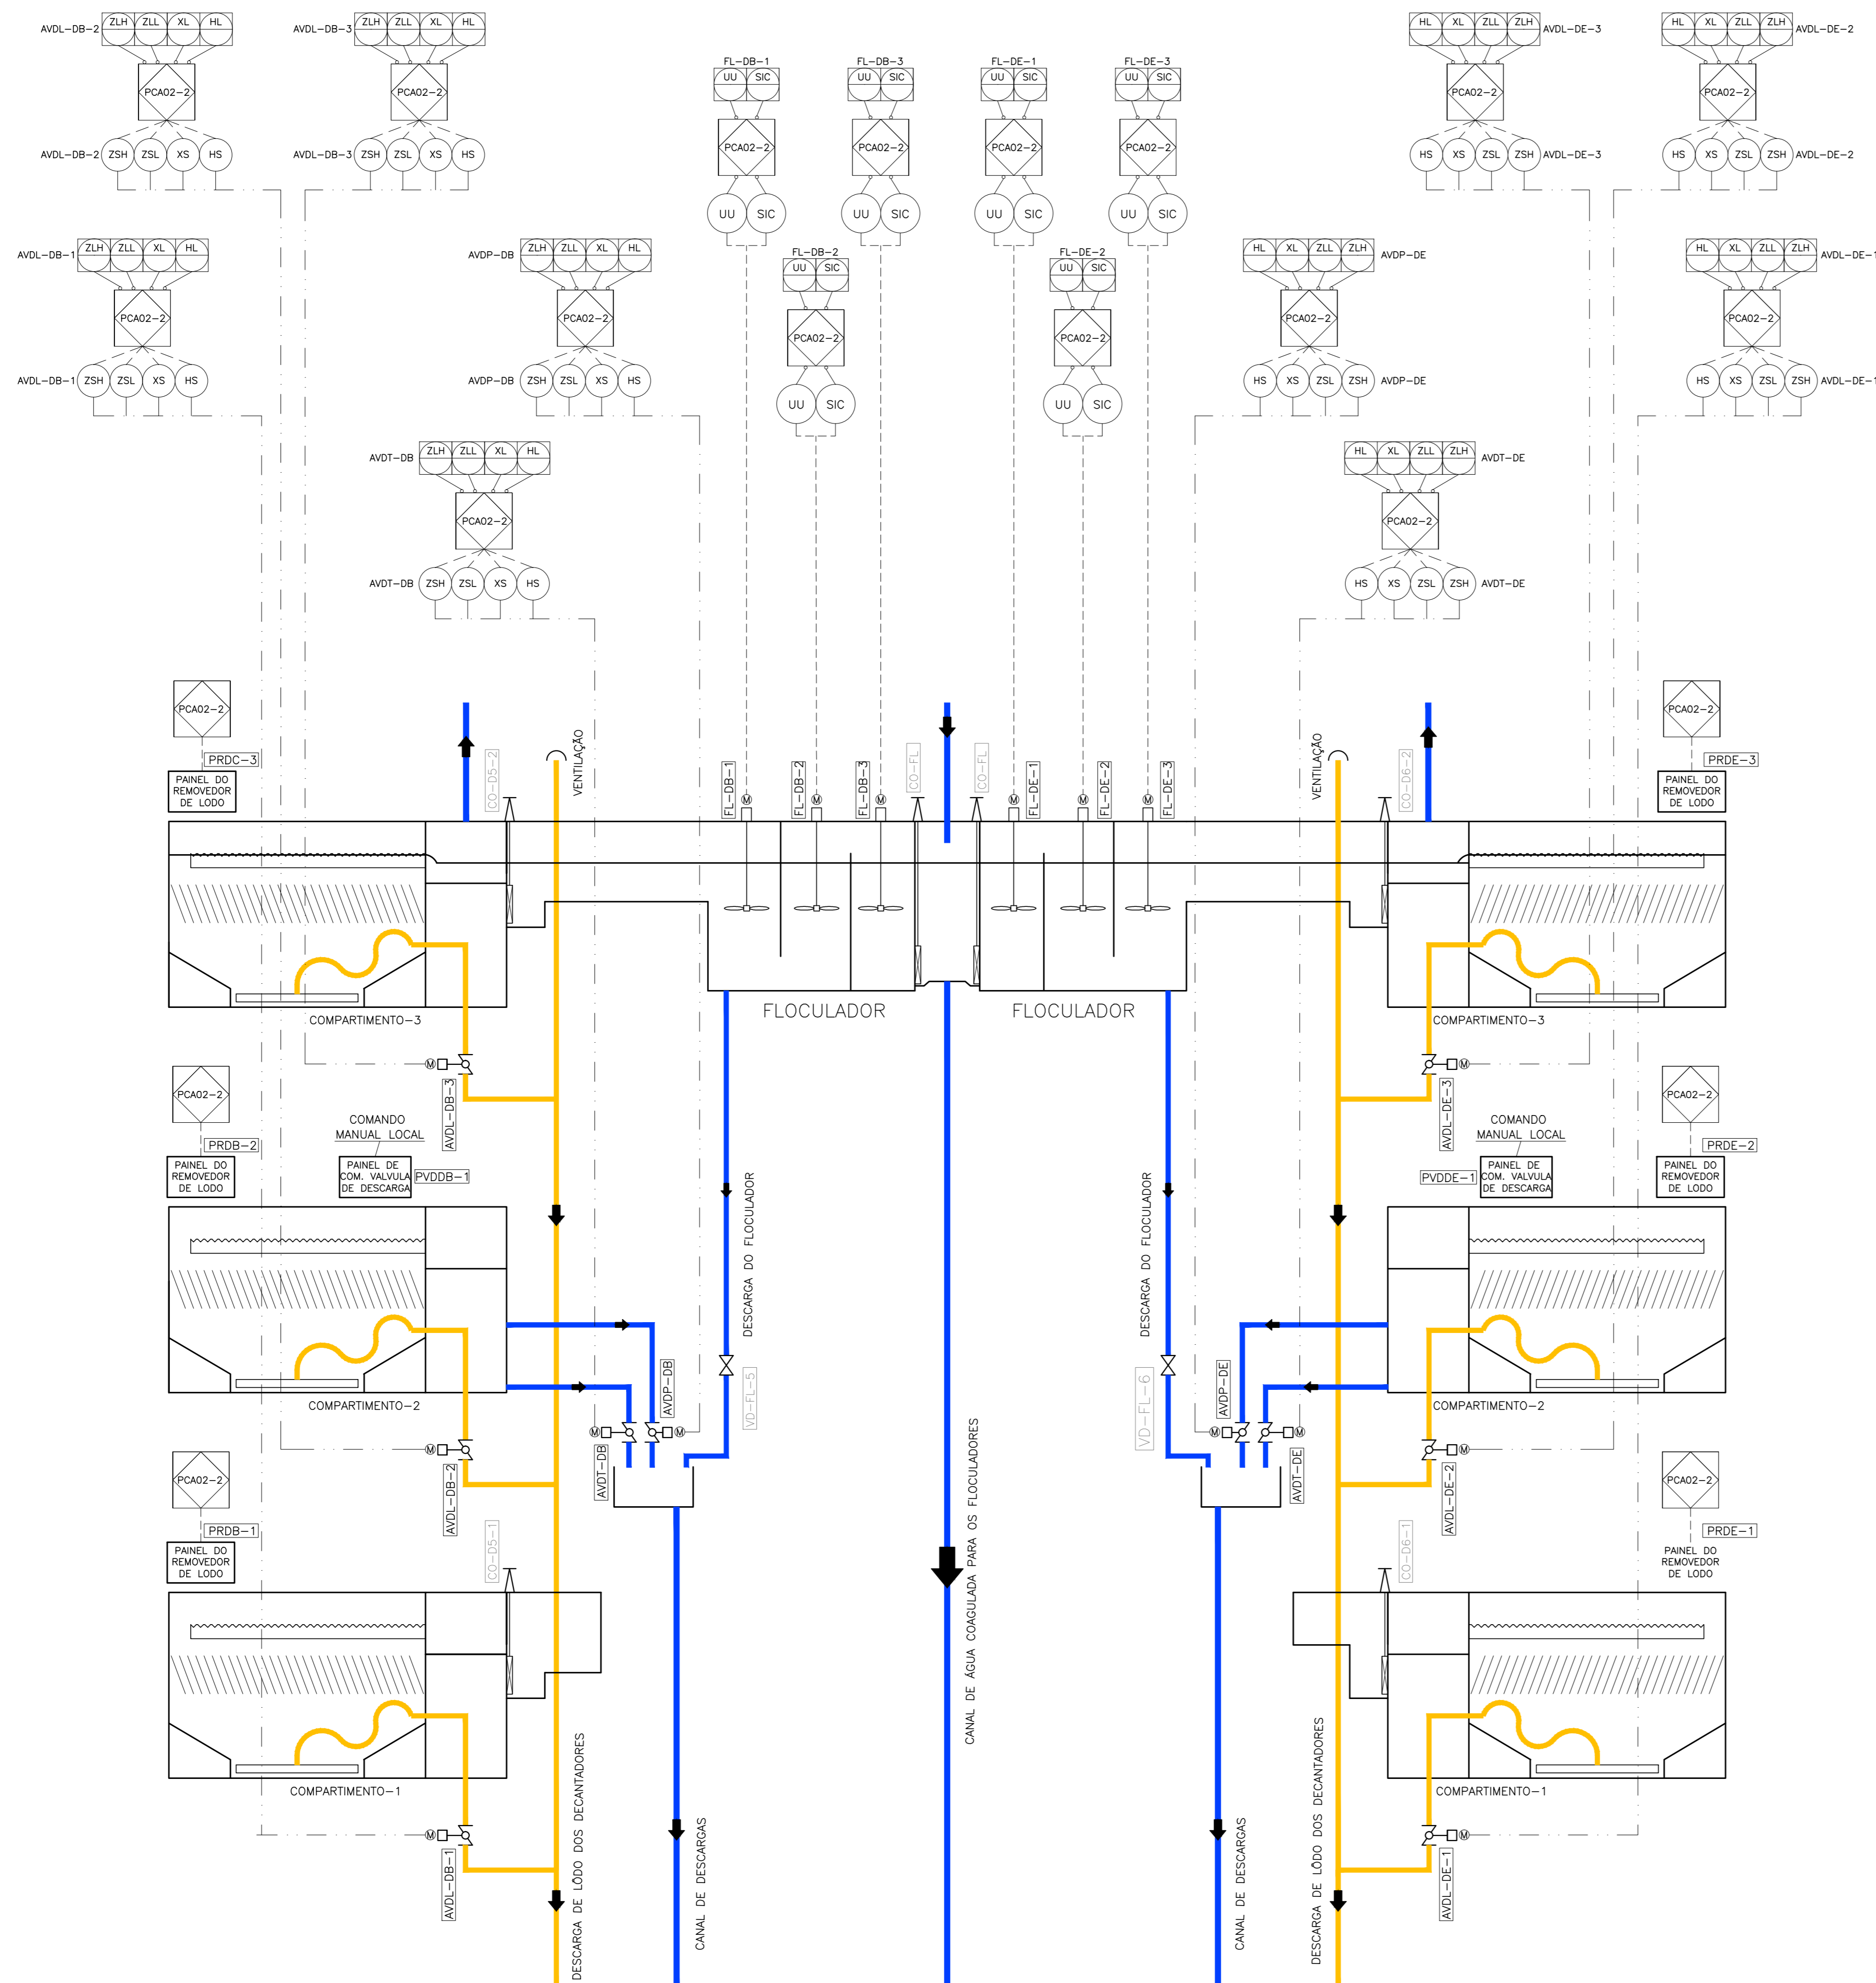 AVDL-DB-2 ZLH ZLL XL HL
PCA02-2
AVDL-DB-2 ZSH ZSL XS HS
AVDL-DB-3 ZLH ZLL XL HL
PCA02-2
AVDL-DB-3 ZSH ZSL XS HS
FL-DB-1
UU SIC
PCA02-2
UU SIC
FL-DB-3
UU SIC
PCA02-2
UU SIC
FL-DE-1
UU SIC
PCA02-2
UU SIC
FL-DE-3
UU SIC
PCA02-2
UU SIC
HL XL ZLL ZLH AVDL-DE-3
PCA02-2
HS XS ZSL ZSH AVDL-DE-3
HL XL ZLL ZLH AVDL-DE-2
PCA02-2
HS XS ZSL ZSH AVDL-DE-2
AVDL-DB-1 ZLH ZLL XL HL
PCA02-2
AVDL-DB-1 ZSH ZSL XS HS
AVDP-DB ZLH ZLL XL HL
PCA02-2
AVDP-DB ZSH ZSL XS HS
FL-DB-2
UU SIC
PCA02-2
UU SIC
FL-DE-2
UU SIC
PCA02-2
UU SIC
HL XL ZLL ZLH AVDP-DE
PCA02-2
HS XS ZSL ZSH AVDP-DE
HL XL ZLL ZLH AVDL-DE-1
PCA02-2
HS XS ZSL ZSH AVDL-DE-1
AVDT-DB ZLH ZLL XL HL
PCA02-2
AVDT-DB ZSH ZSL XS HS
HL XL ZLL ZLH AVDT-DE
PCA02-2
HS XS ZSL ZSH AVDT-DE
PCA02-2
PRDC-3
PAINEL DO
REMOVEDOR
DE LODO
CO-D5-2
VENTILAÇÃO
FL-DB-1
M
FL-DB-2
M
FL-DB-3
M
CO-FL
CO-FL
M
FL-DE-1
M
FL-DE-2
M
FL-DE-3
VENTILAÇÃO
CO-D6-2
PCA02-2
PRDE-3
PAINEL DO
REMOVEDOR
DE LODO
COMPARTIMENTO-3
FLOCULADOR
FLOCULADOR
COMPARTIMENTO-3
M
AVDL-DB-3
M
AVDL-DE-3
PCA02-2
PRDB-2
PAINEL DO
REMOVEDOR
DE LODO
COMANDO
MANUAL LOCAL
PAINEL DE
COM. VALVULA
DE DESCARGA
PVDDB-1
DESCARGA DO FLOCULADOR
DESCARGA DO FLOCULADOR
COMANDO
MANUAL LOCAL
PVDDE-1
PAINEL DE
COM. VALVULA
DE DESCARGA
PCA02-2
PRDE-2
PAINEL DO
REMOVEDOR
DE LODO
COMPARTIMENTO-2
AVDP-DB
VD-FL-5
VD-FL-6
AVDP-DE
COMPARTIMENTO-2
M
AVDL-DB-2
M
AVDT-DB
M
M
M
AVDT-DE
M
AVDL-DE-2
PCA02-2
PRDB-1
PAINEL DO
REMOVEDOR
DE LODO
CO-D5-1
CANAL DE ÁGUA COAGULADA PARA OS FLOCULADORES
CO-D6-1
PCA02-2
PRDE-1
PAINEL DO
REMOVEDOR
DE LODO
COMPARTIMENTO-1
COMPARTIMENTO-1
M
AVDL-DB-1
DESCARGA DE LÔDO DOS DECANTADORES
CANAL DE DESCARGAS
CANAL DE DESCARGAS
DESCARGA DE LÔDO DOS DECANTADORES
M
AVDL-DE-1